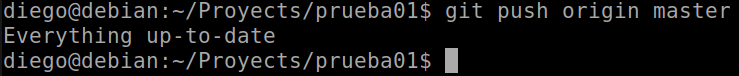 diego@debian:~/Proyects/prueba01$ git push origin master
Everything up-to-date
diego@debian:~/Proyects/prueba01$